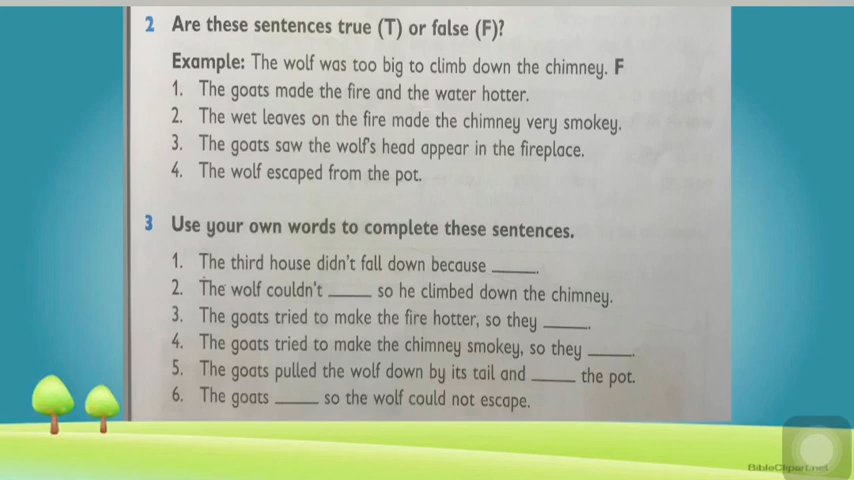 2 Are these sentences true (T) or false (F)?
Example: The wolf was too big to climb down the chimney. F
1. The goats made the fire and the water hotter.
2. The wet leaves on the fire made the chimney very smokey.
3. The goats saw the wolf's head appear in the fireplace.
4. The wolf escaped from the pot.
3 Use your own words to complete these sentences.
1. The third house didn't fall down because _____.
2. The wolf couldn't _____ so he climbed down the chimney.
3. The goats tried to make the fire hotter, so they _____.
4. The goats tried to make the chimney smokey, so they _____.
5. The goats pulled the wolf down by its tail and _____ the pot.
6. The goats _____ so the wolf could not escape.
BibleClipart.net